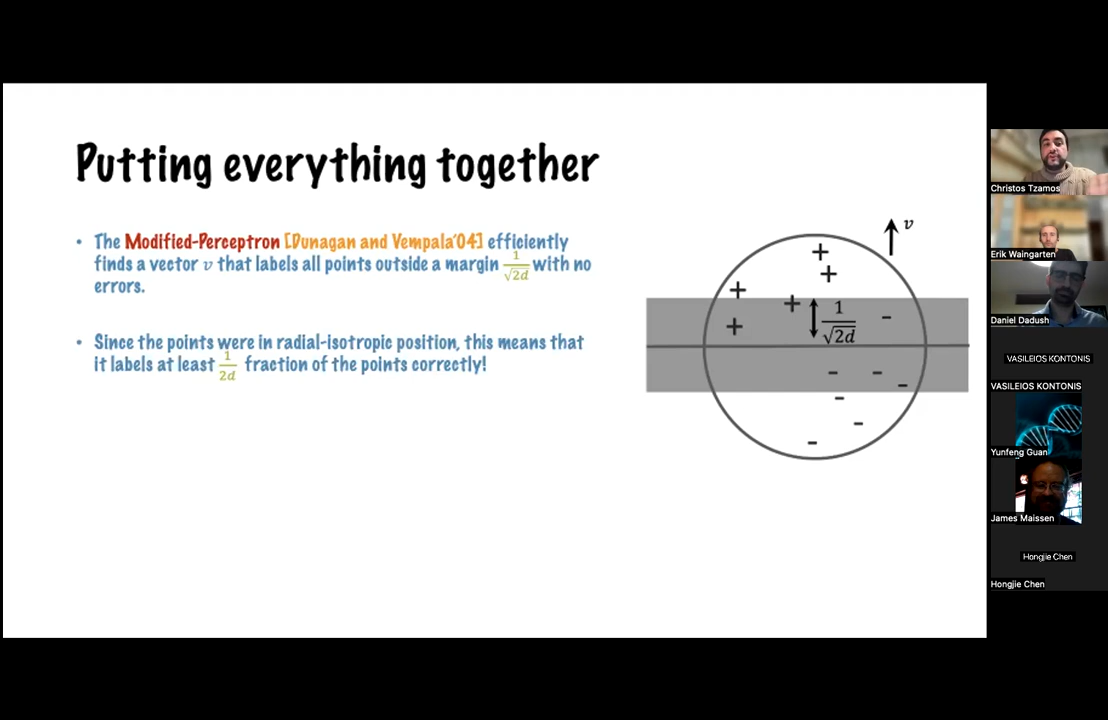 Putting everything together
• The Modified-Perceptron [Dunagan and Vempala'04] efficiently
finds a vector v that labels all points outside a margin 1/√2d with no
errors.
• Since the points were in radial-isotropic position, this means that
it labels at least 1/2d fraction of the points correctly!
v
1/√2d
Christos Tzamos
Erik Waingarten
Daniel Dadush
VASILEIOS KONTONIS
VASILEIOS KONTONIS
Yunfeng Guan
James Maissen
Hongjie Chen
Hongjie Chen